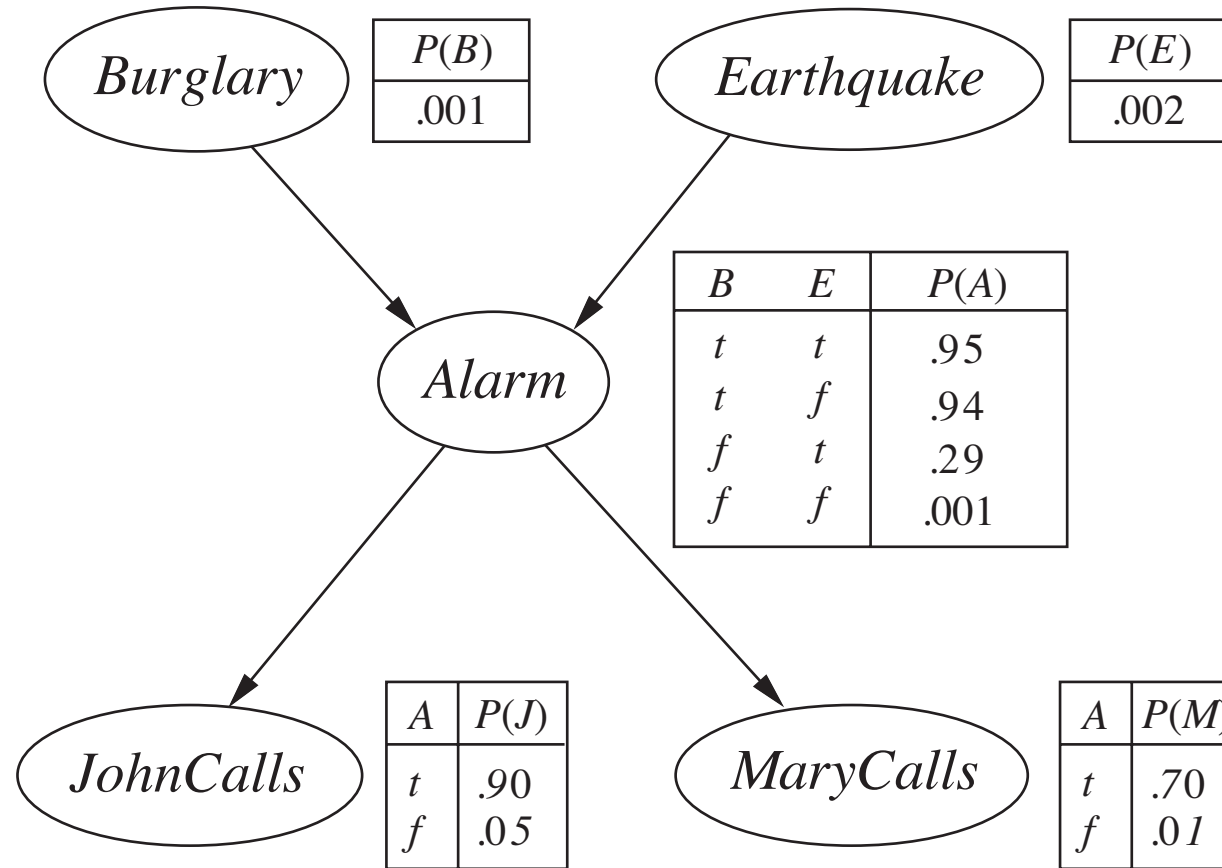 Burglary
P(B)
.001
Earthquake
P(E)
.002
B E P(A)
t t .95
t f .94
f t .29
f f .001
Alarm
JohnCalls
A P(J)
t .90
f .05
MaryCalls
A P(M)
t .70
f .01